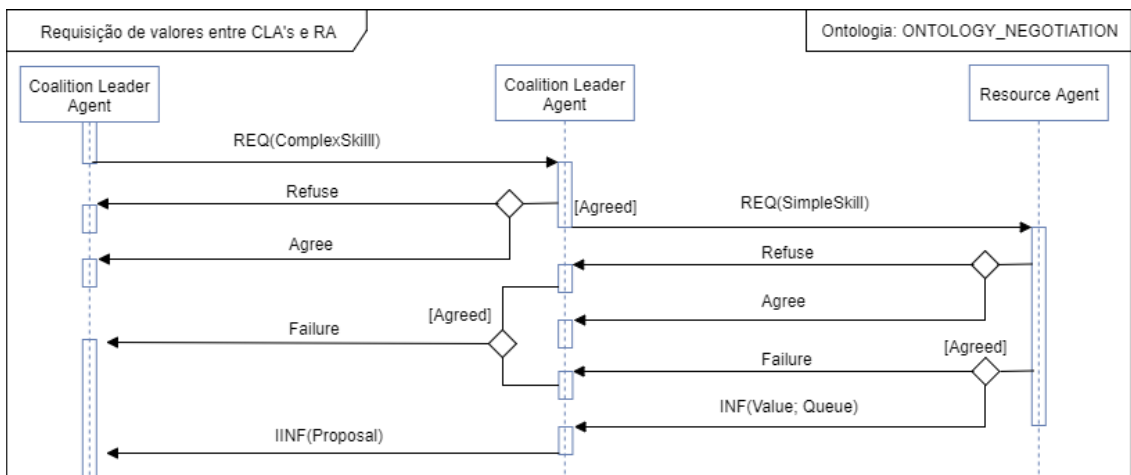 Requisição de valores entre CLA's e RA
Ontologia: ONTOLOGY_NEGOTIATION
Coalition Leader
Agent
Coalition Leader
Agent
Resource Agent
REQ(ComplexSkilll)
Refuse
[Agreed]
REQ(SimpleSkill)
Agree
Refuse
Agree
[Agreed]
Failure
[Agreed]
Failure
INF(Value; Queue)
IINF(Proposal)